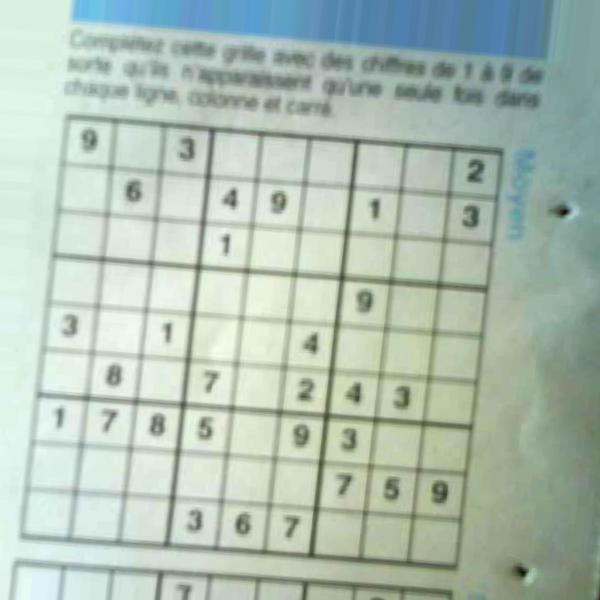 Complétez cette grille avec des chiffres de 1 à 9 de
sorte qu'ils n'apparaissent qu'une seule fois dans
chaque ligne, colonne et carré.
Moyen
9 3 2
6 4 9 1 3
1
9
3 1 4
8 7 2 4 3
1 7 8 5 9 3
7 5 9
3 6 7
7